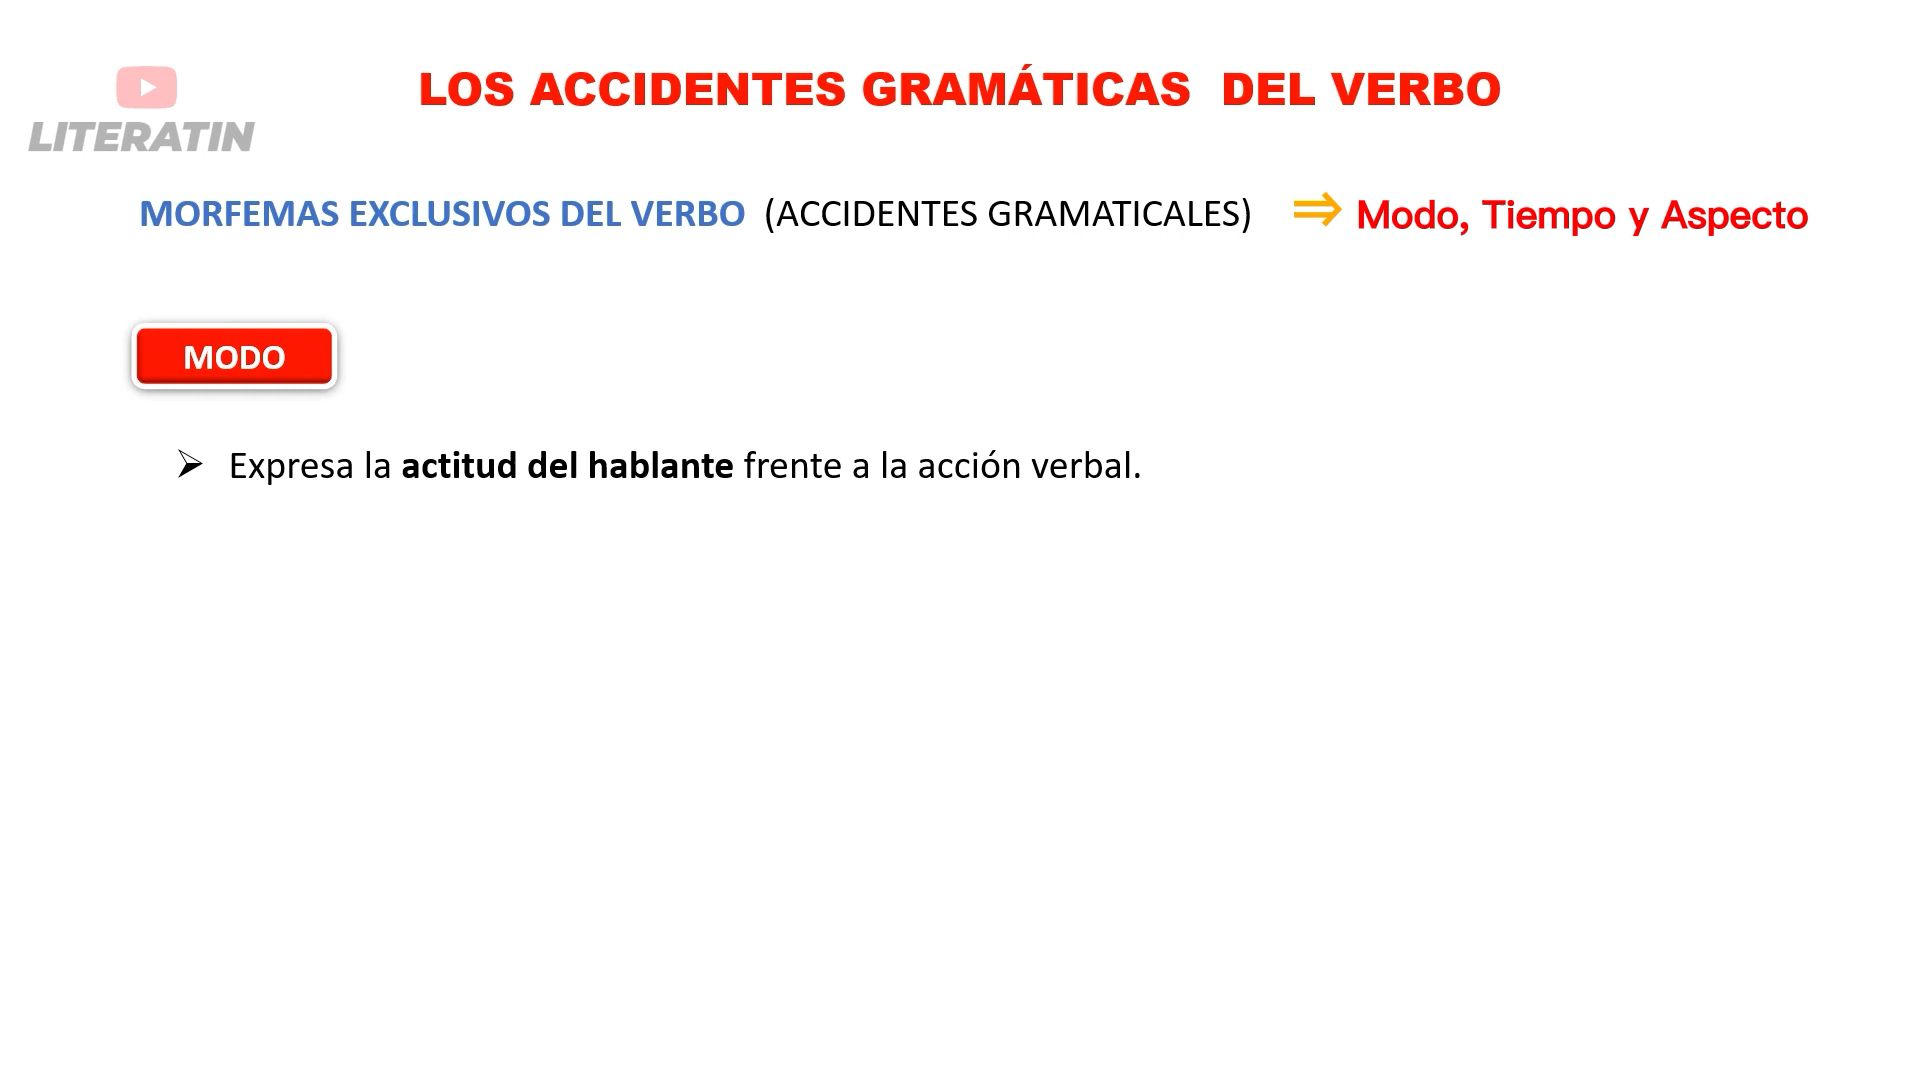 LOS ACCIDENTES GRAMÁTICAS DEL VERBO
LITERATIN
MORFEMAS EXCLUSIVOS DEL VERBO (ACCIDENTES GRAMATICALES) ⇒ Modo, Tiempo y Aspecto
MODO
➢ Expresa la actitud del hablante frente a la acción verbal.